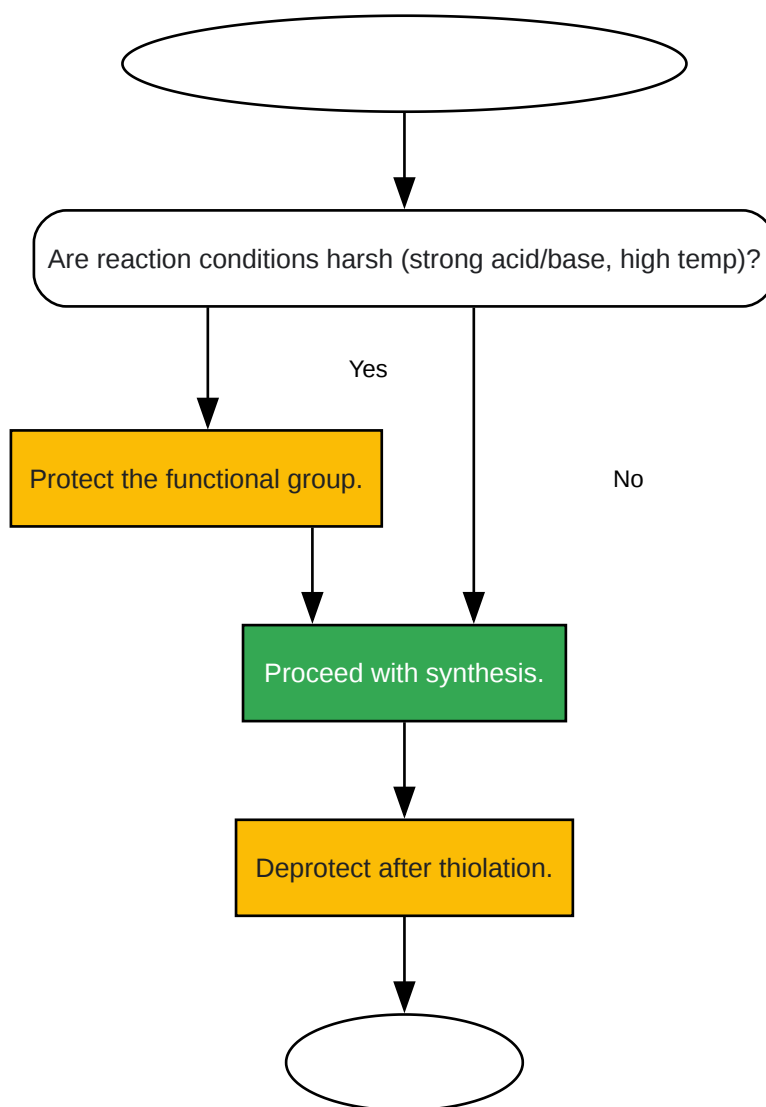 Are reaction conditions harsh (strong acid/base, high temp)?
Yes
Protect the functional group.
No
Proceed with synthesis.
Deprotect after thiolation.